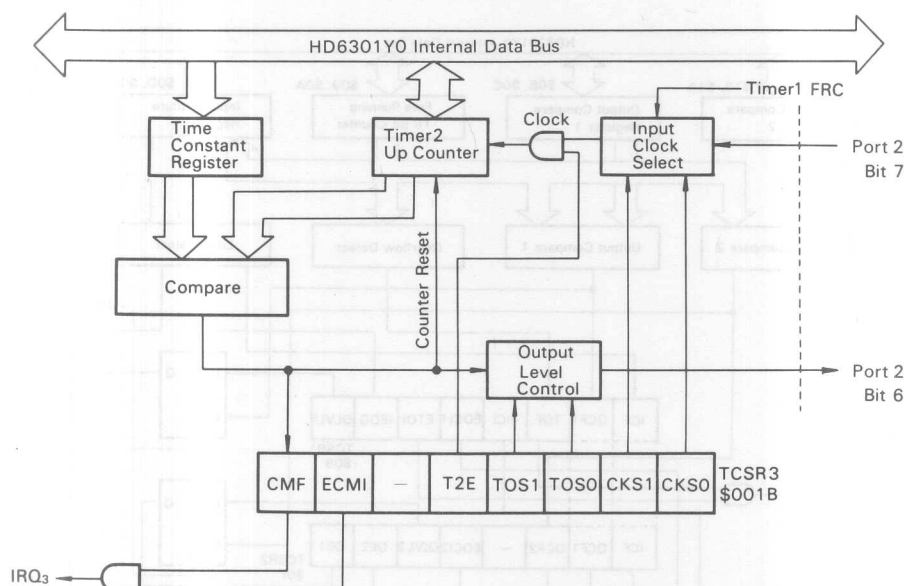 HD6301Y0 Internal Data Bus
Timer1 FRC
Time
Constant
Register
Timer2
Up Counter
Clock
Input
Clock
Select
Port 2
Bit 7
Compare
Counter Reset
Output
Level
Control
Port 2
Bit 6
CMF ECMI – T2E TOS1 TOS0 CKS1 CKS0
TCSR3
$001B
IRQ3